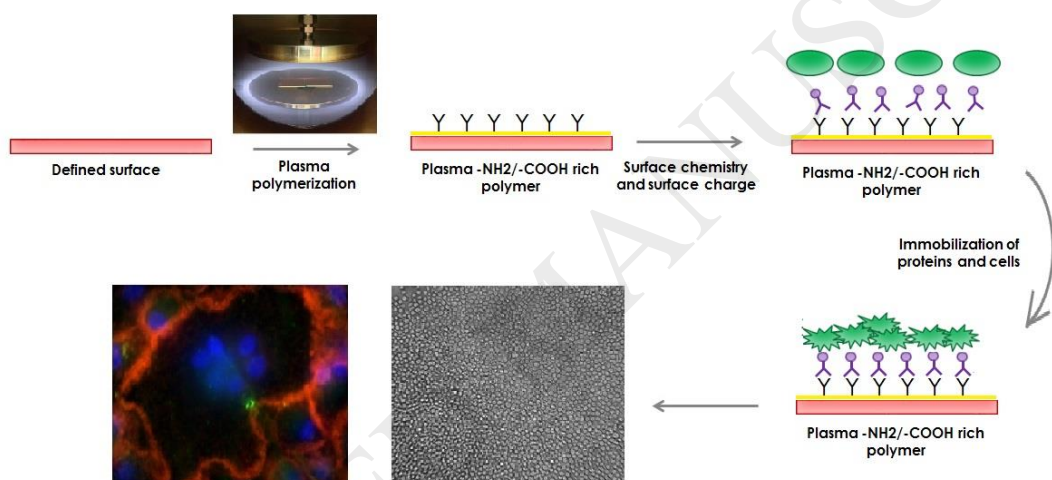 Defined surface
Plasma
polymerization
Plasma -NH2/-COOH rich
polymer
Surface chemistry
and surface charge
Plasma -NH2/-COOH rich
polymer
Immobilization of
proteins and cells
Plasma -NH2/-COOH rich
polymer